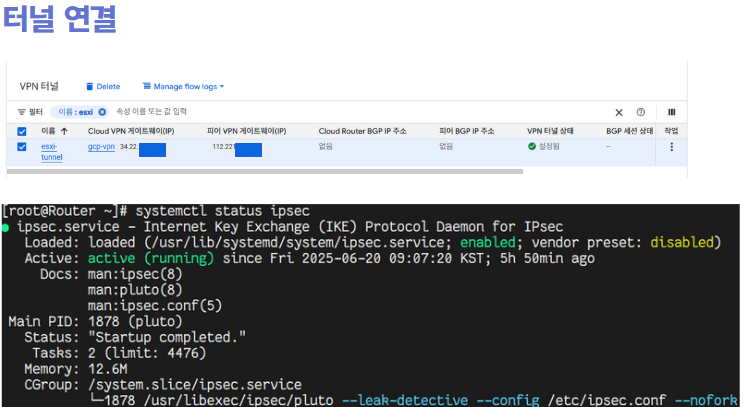 터널 연결
VPN 터널 Delete Manage flow logs
필터 이름 : esxi 속성 이름 또는 값 입력
이름 Cloud VPN 게이트웨이(IP) 피어 VPN 게이트웨이(IP) Cloud Router BGP IP 주소 피어 BGP IP 주소 VPN 터널 상태 BGP 세션 상태 작업
esxi-
tunnel gcp-vpn 34.22. 112.221 없음 없음 설정됨 --
[root@Router ~]# systemctl status ipsec
● ipsec.service - Internet Key Exchange (IKE) Protocol Daemon for IPsec
Loaded: loaded (/usr/lib/systemd/system/ipsec.service; enabled; vendor preset: disabled)
Active: active (running) since Fri 2025-06-20 09:07:20 KST; 5h 50min ago
Docs: man:ipsec(8)
man:pluto(8)
man:ipsec.conf(5)
Main PID: 1878 (pluto)
Status: "Startup completed."
Tasks: 2 (limit: 4476)
Memory: 12.6M
CGroup: /system.slice/ipsec.service
└─1878 /usr/libexec/ipsec/pluto --leak-detective --config /etc/ipsec.conf --nofork